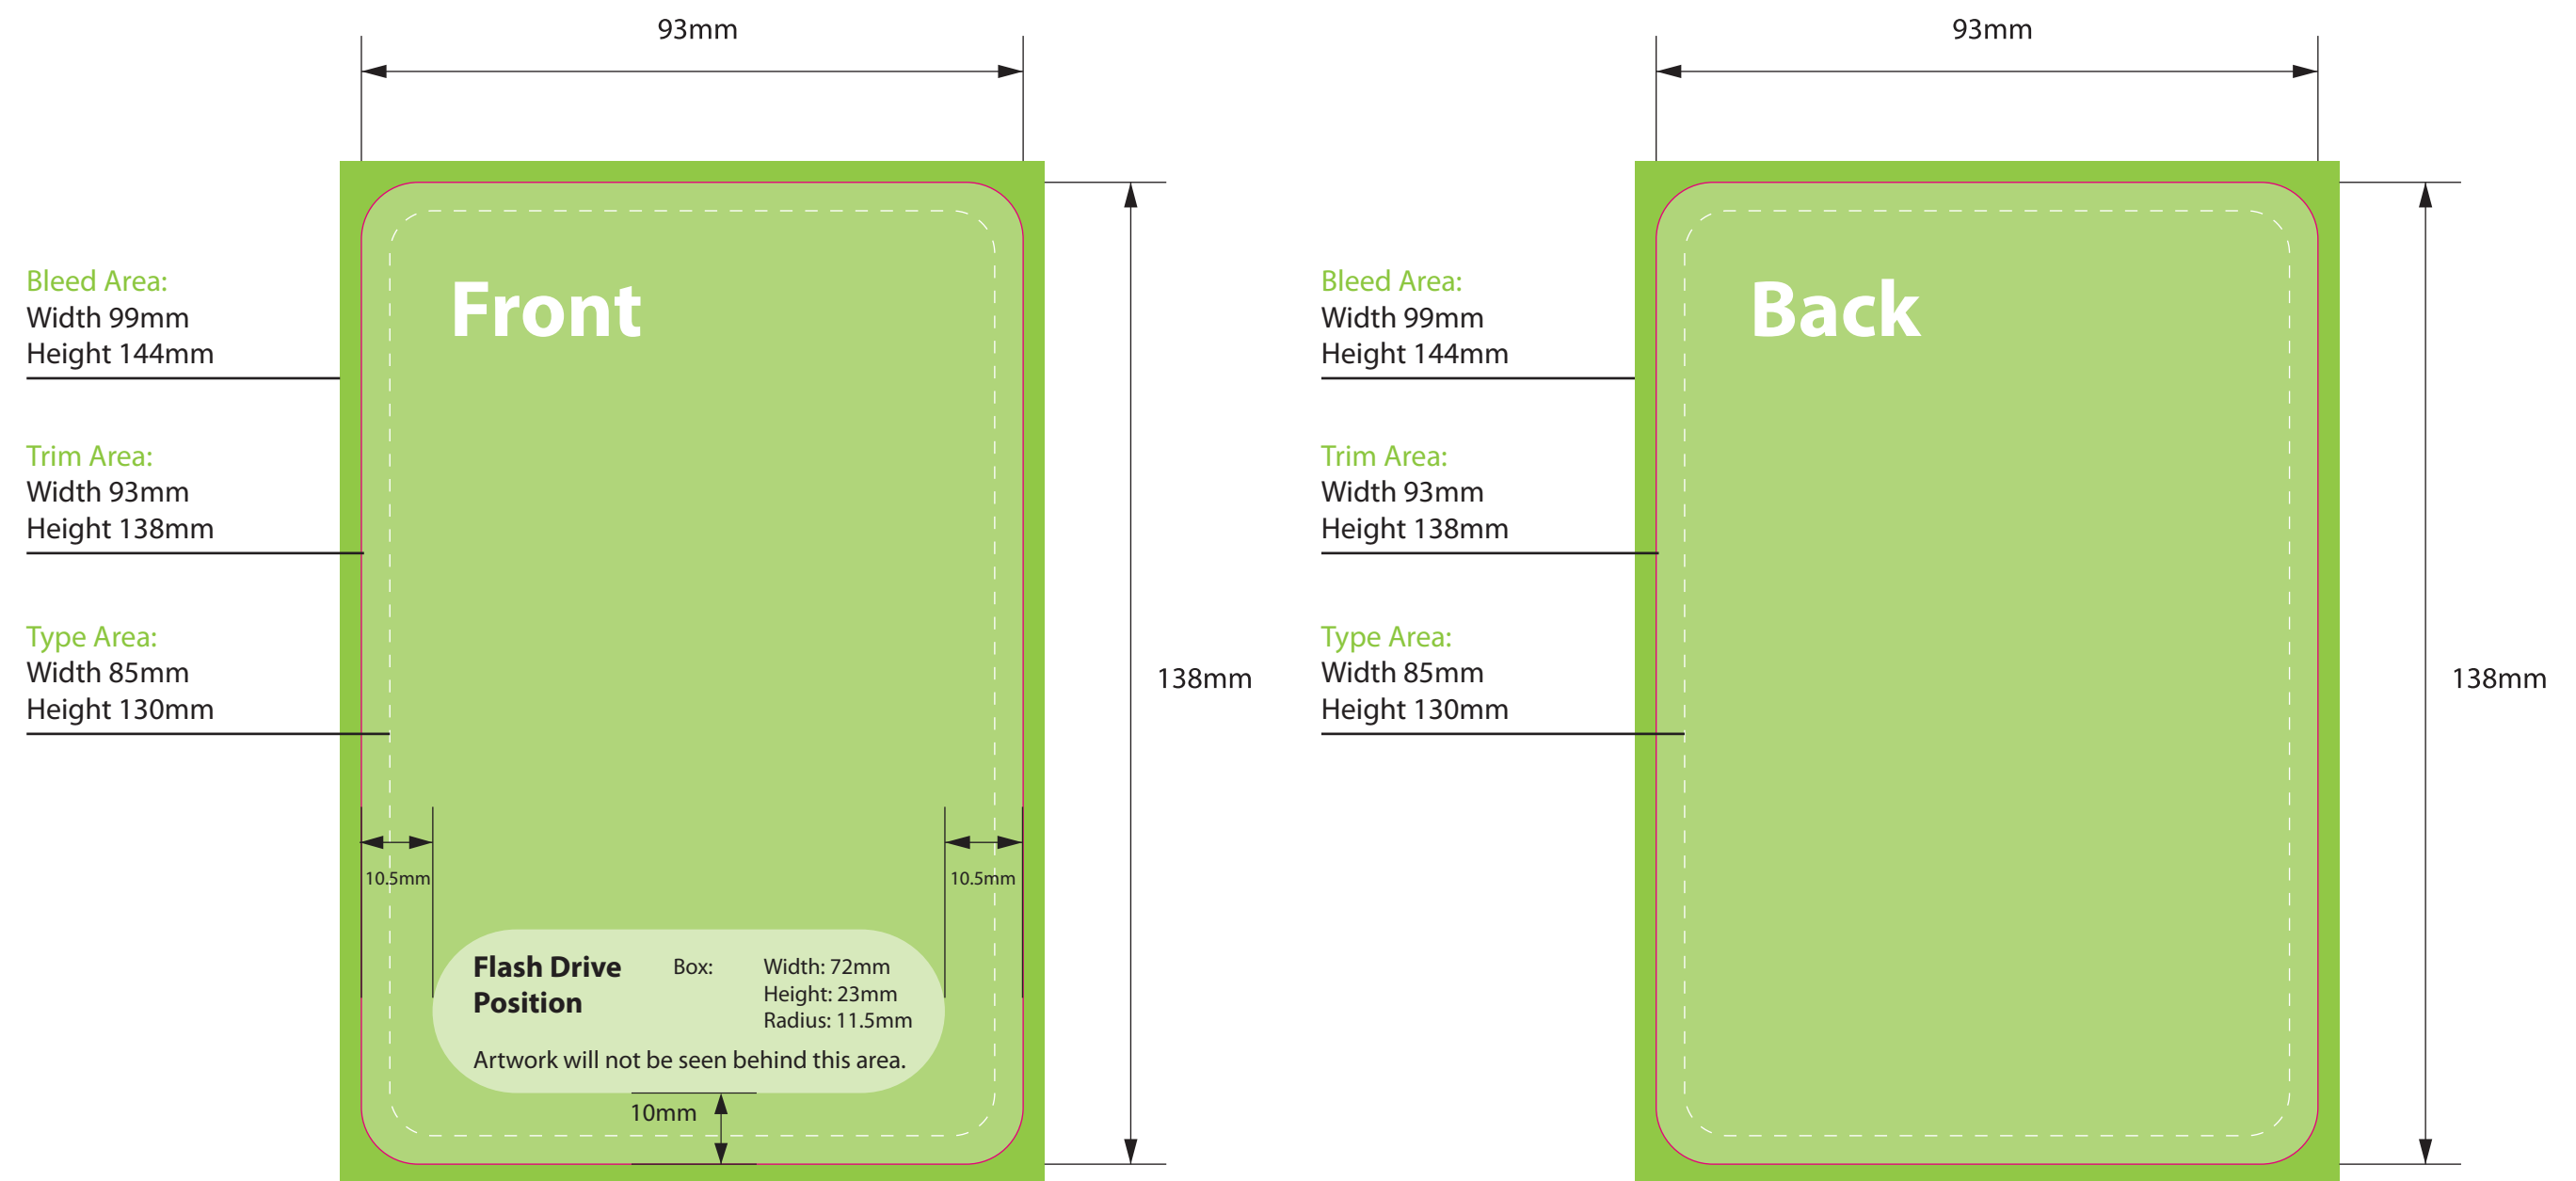 93mm
Bleed Area:
Width 99mm
Height 144mm
Trim Area:
Width 93mm
Height 138mm
Type Area:
Width 85mm
Height 130mm
Front
138mm
10.5mm
10.5mm
Flash Drive
Position
Box:
Width: 72mm
Height: 23mm
Radius: 11.5mm
Artwork will not be seen behind this area.
10mm
93mm
Bleed Area:
Width 99mm
Height 144mm
Trim Area:
Width 93mm
Height 138mm
Type Area:
Width 85mm
Height 130mm
Back
138mm